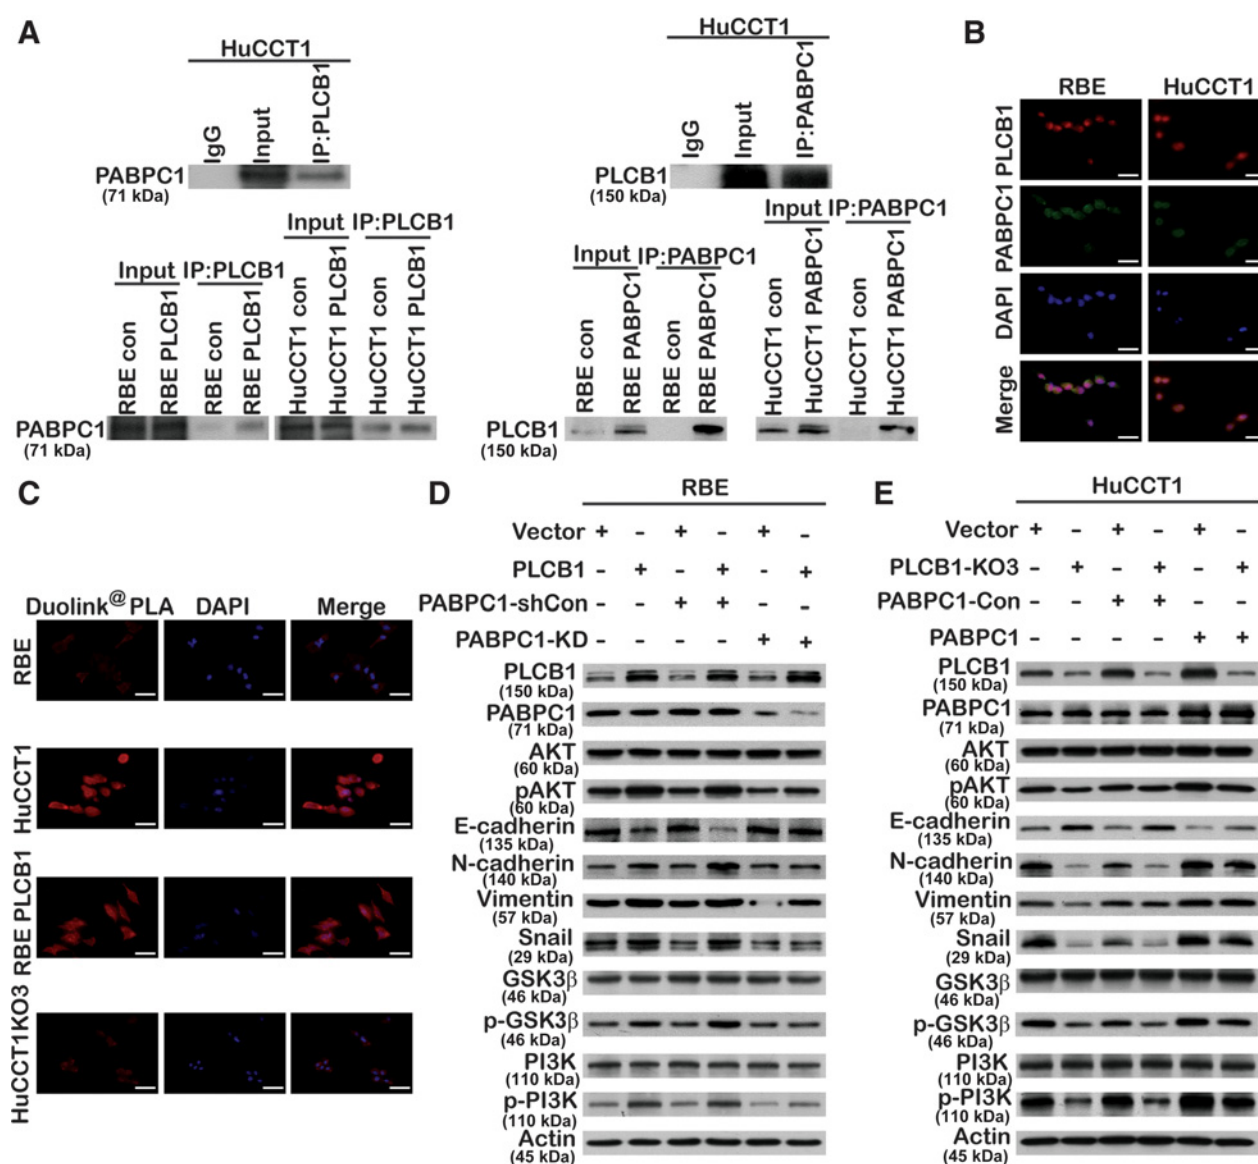 A
HuCCT1
IgG
Input
IP:PLCB1
PABPC1
(71 kDa)
Input IP:PLCB1
Input IP:PLCB1
RBE con
RBE PLCB1
RBE con
RBE PLCB1
HuCCT1 con
HuCCT1 PLCB1
HuCCT1 con
HuCCT1 PLCB1
PABPC1
(71 kDa)
HuCCT1
IgG
Input
IP:PABPC1
PLCB1
(150 kDa)
Input IP:PABPC1
Input IP:PABPC1
RBE con
RBE PABPC1
RBE con
RBE PABPC1
HuCCT1 con
HuCCT1 PABPC1
HuCCT1 con
HuCCT1 PABPC1
PLCB1
(150 kDa)
B
RBE HuCCT1
PLCB1
PABPC1
DAPI
Merge
C
Duolink@ PLA DAPI Merge
RBE
HuCCT1
RBE PLCB1
HuCCT1KO3
D
RBE
Vector + - + - + -
PLCB1 - + - + - +
PABPC1-shCon - - + + - -
PABPC1-KD - - - - + +
PLCB1
(150 kDa)
PABPC1
(71 kDa)
AKT
(60 kDa)
pAKT
(60 kDa)
E-cadherin
(135 kDa)
N-cadherin
(140 kDa)
Vimentin
(57 kDa)
Snail
(29 kDa)
GSK3β
(46 kDa)
p-GSK3β
(46 kDa)
PI3K
(110 kDa)
p-PI3K
(110 kDa)
Actin
(45 kDa)
E
HuCCT1
Vector + - + - + -
PLCB1-KO3 - + - + - +
PABPC1-Con - - + + - -
PABPC1 - - - - + +
PLCB1
(150 kDa)
PABPC1
(71 kDa)
AKT
(60 kDa)
pAKT
(60 kDa)
E-cadherin
(135 kDa)
N-cadherin
(140 kDa)
Vimentin
(57 kDa)
Snail
(29 kDa)
GSK3β
(46 kDa)
p-GSK3β
(46 kDa)
PI3K
(110 kDa)
p-PI3K
(110 kDa)
Actin
(45 kDa)